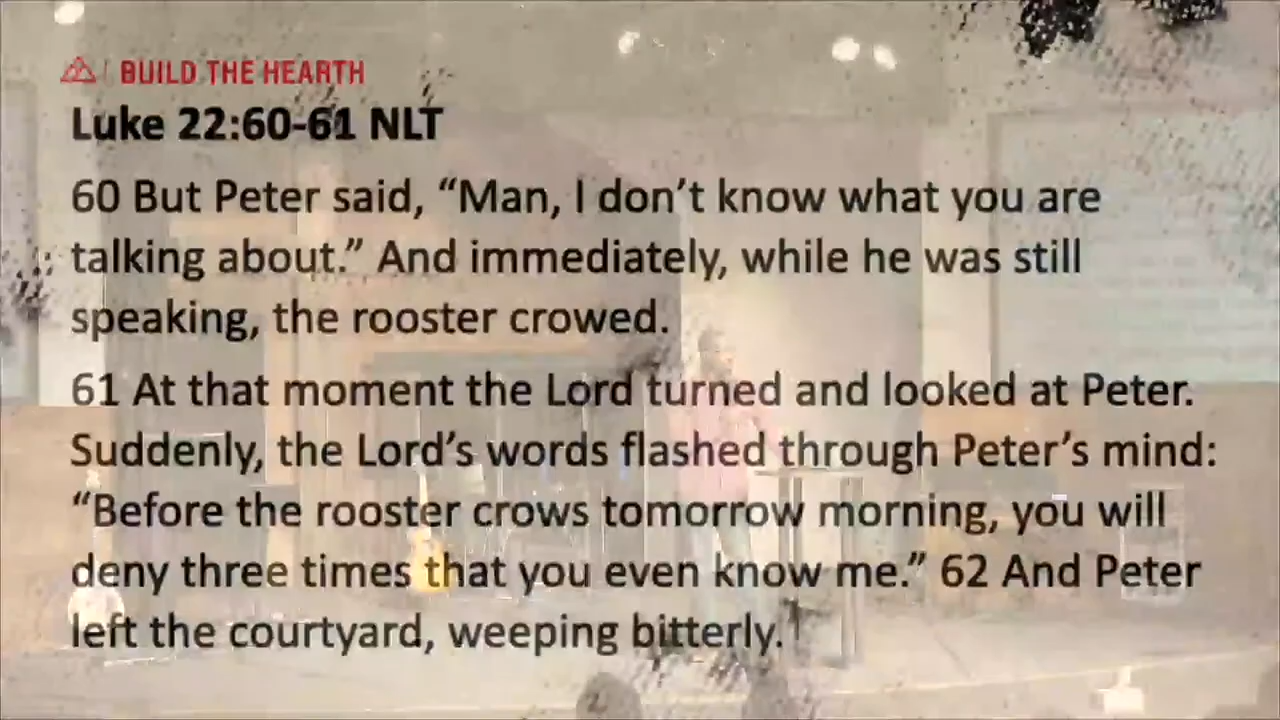 BUILD THE HEARTH
Luke 22:60-61 NLT
60 But Peter said, “Man, I don’t know what you are
talking about.” And immediately, while he was still
speaking, the rooster crowed.
61 At that moment the Lord turned and looked at Peter.
Suddenly, the Lord’s words flashed through Peter’s mind:
“Before the rooster crows tomorrow morning, you will
deny three times that you even know me.” 62 And Peter
left the courtyard, weeping bitterly.